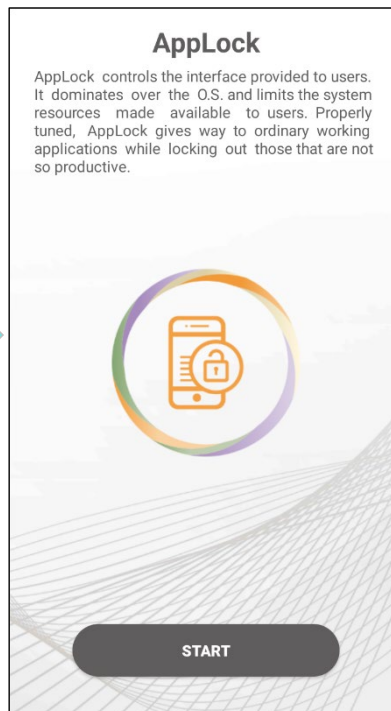 AppLock
AppLock controls the interface provided to users.
It dominates over the O.S. and limits the system
resources made available to users. Properly
tuned, AppLock gives way to ordinary working
applications while locking out those that are not
so productive.
START